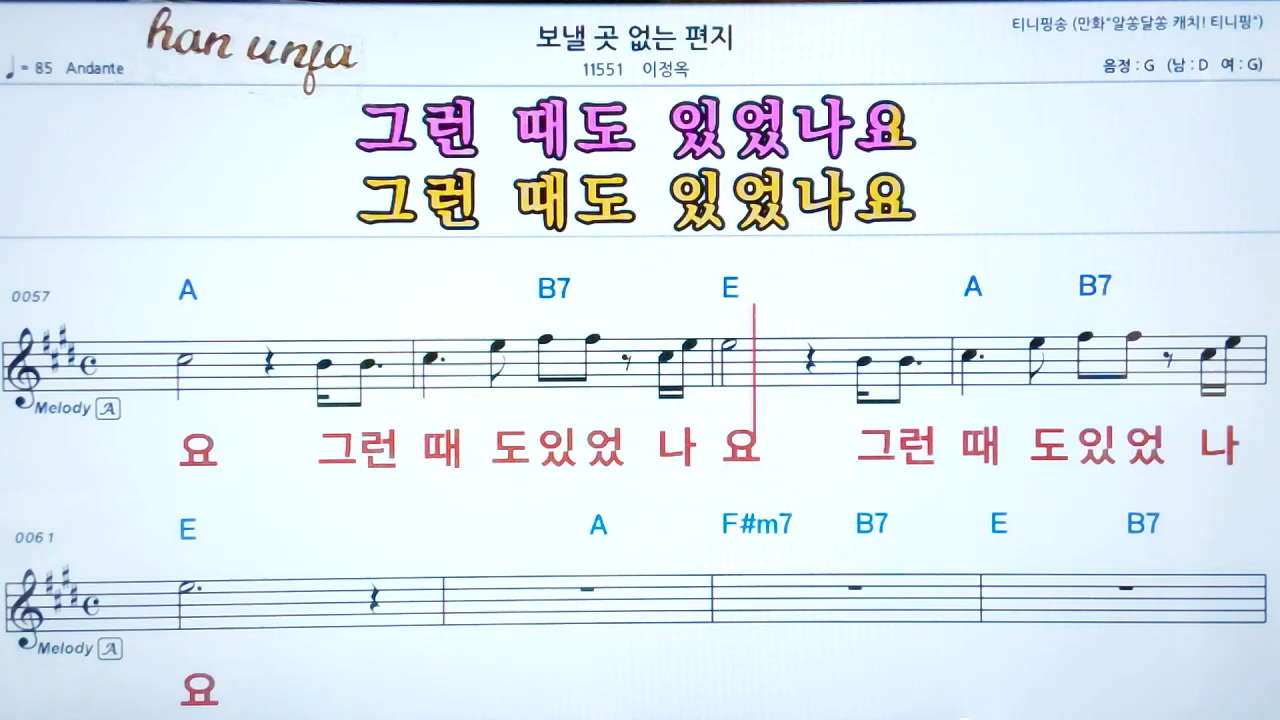 han unfa
보낼 곳 없는 편지
티니핑송 (만화"알쏭달쏭 캐치! 티니핑")
♩= 85 Andante
11551 이정옥
음정 : G (남 : D 여 : G)
그런 때도 있었나요
그런 때도 있었나요
0057
A B7 E A B7
Melody A
요 그런 때 도있었 나 요 그런 때 도있었 나
0061
E A F#m7 B7 E B7
Melody A
요